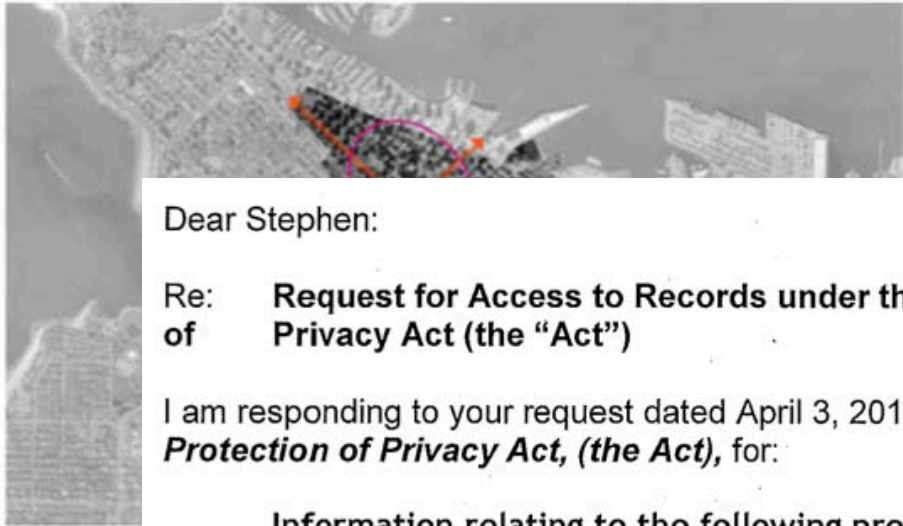 Dear Stephen:
Re: Request for Access to Records under th
of Privacy Act (the “Act”)
I am responding to your request dated April 3, 201
Protection of Privacy Act, (the Act), for:
Information relating to the following pro